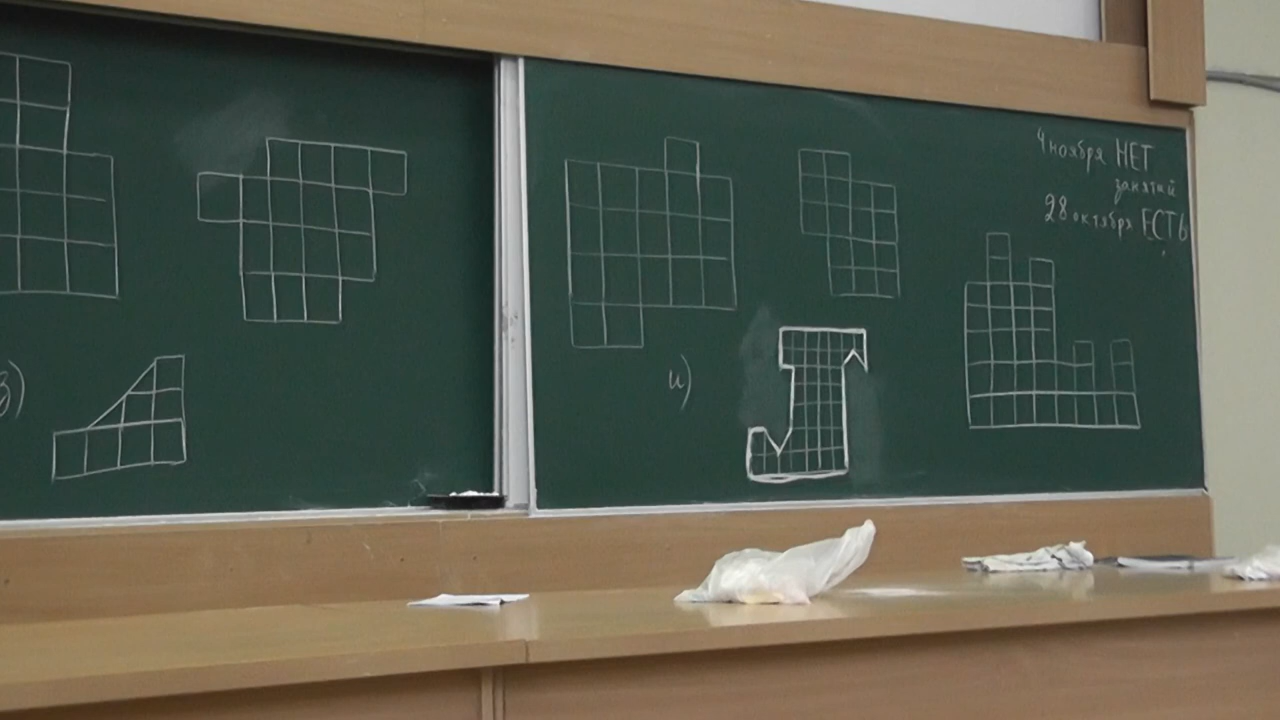 4 ноября НЕТ
занятий
28 октября ЕСТЬ
з)
и)